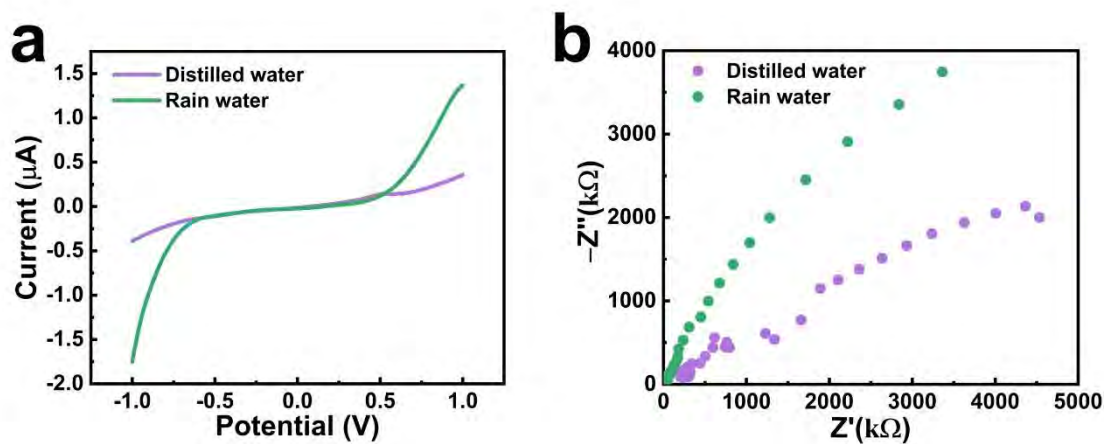 a
Distilled water
Rain water
Current (μA)
1.5
1.0
0.5
0.0
-0.5
-1.0
-1.5
-2.0
-1.0 -0.5 0.0 0.5 1.0
Potential (V)
b
Distilled water
Rain water
−Z''(kΩ)
4000
3000
2000
1000
0
0 1000 2000 3000 4000 5000
Z'(kΩ)